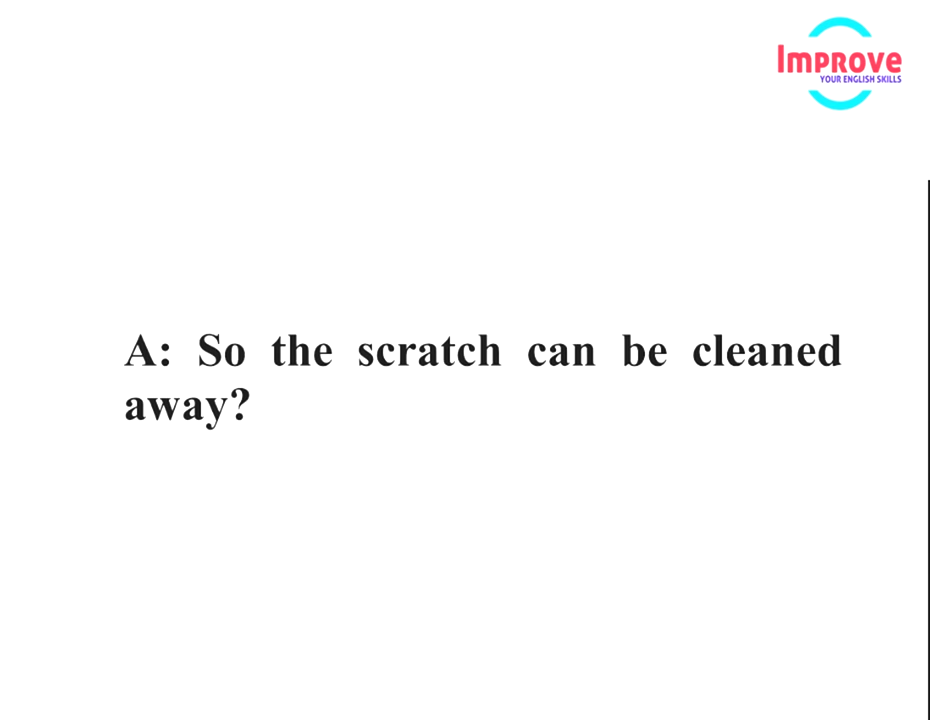 Improve
YOUR ENGLISH SKILLS
A: So the scratch can be cleaned
away?